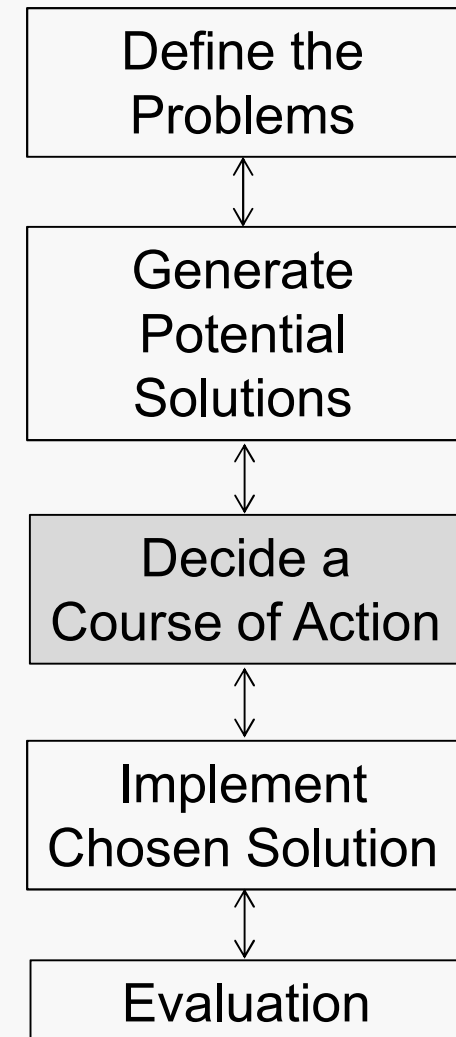 Define the
Problems
Generate
Potential
Solutions
Decide a
Course of Action
Implement
Chosen Solution
Evaluation